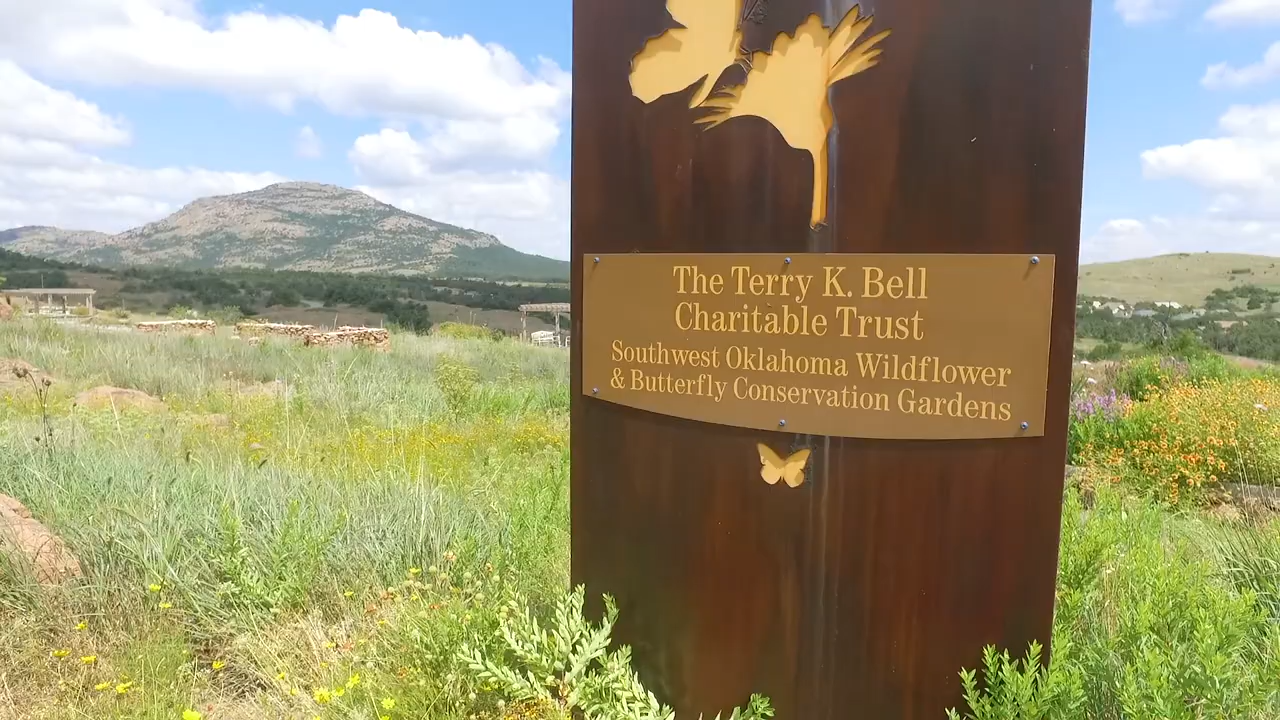 The Terry K. Bell
Charitable Trust
Southwest Oklahoma Wildflower
& Butterfly Conservation Gardens